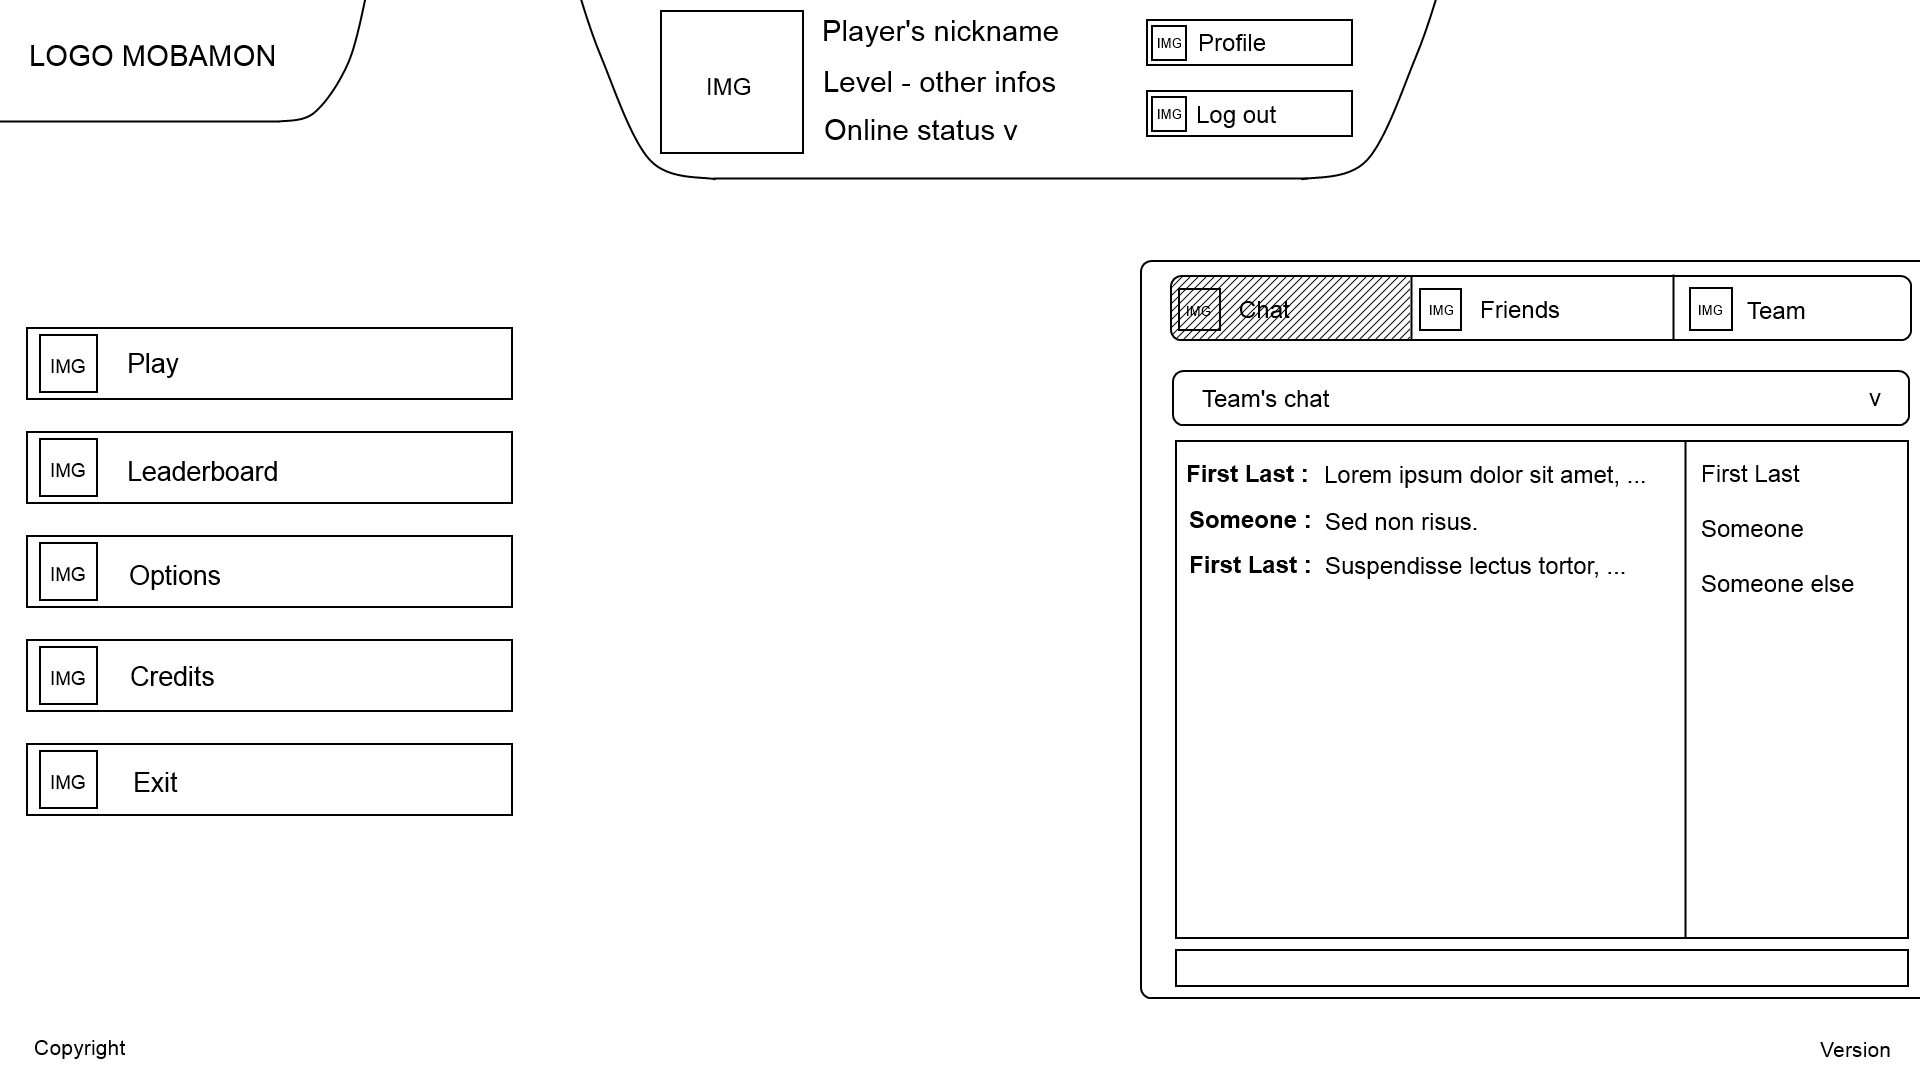 LOGO MOBAMON
IMG
Player's nickname
Level - other infos
Online status v
IMG Profile
IMG Log out
IMG Play
IMG Leaderboard
IMG Options
IMG Credits
IMG Exit
IMG Chat
IMG Friends
IMG Team
Team's chat v
First Last : Lorem ipsum dolor sit amet, ...
Someone : Sed non risus.
First Last : Suspendisse lectus tortor, ...
First Last
Someone
Someone else
Copyright
Version